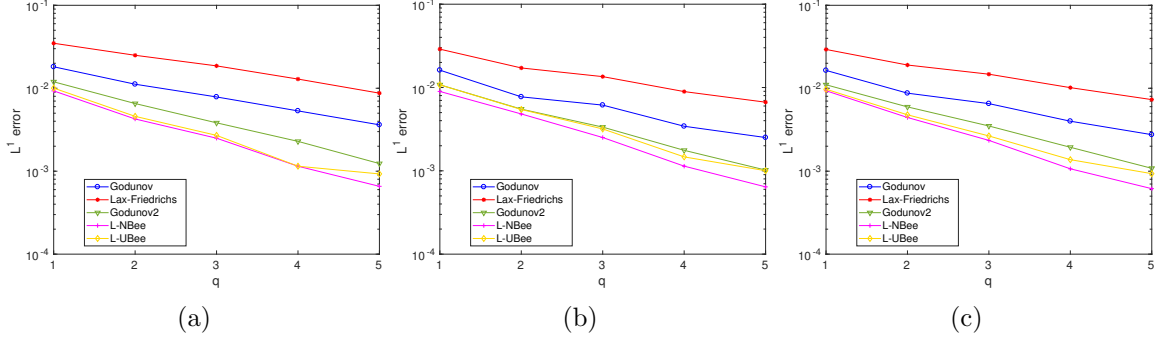 10^-1
10^-2
10^-3
10^-4
L^1 error
Godunov
Lax-Friedrichs
Godunov2
L-NBee
L-UBee
1 2 3 4 5
q
(a)
10^-1
10^-2
10^-3
10^-4
L^1 error
Godunov
Lax-Friedrichs
Godunov2
L-NBee
L-UBee
1 2 3 4 5
q
(b)
10^-1
10^-2
10^-3
10^-4
L^1 error
Godunov
Lax-Friedrichs
Godunov2
L-NBee
L-UBee
1 2 3 4 5
q
(c)